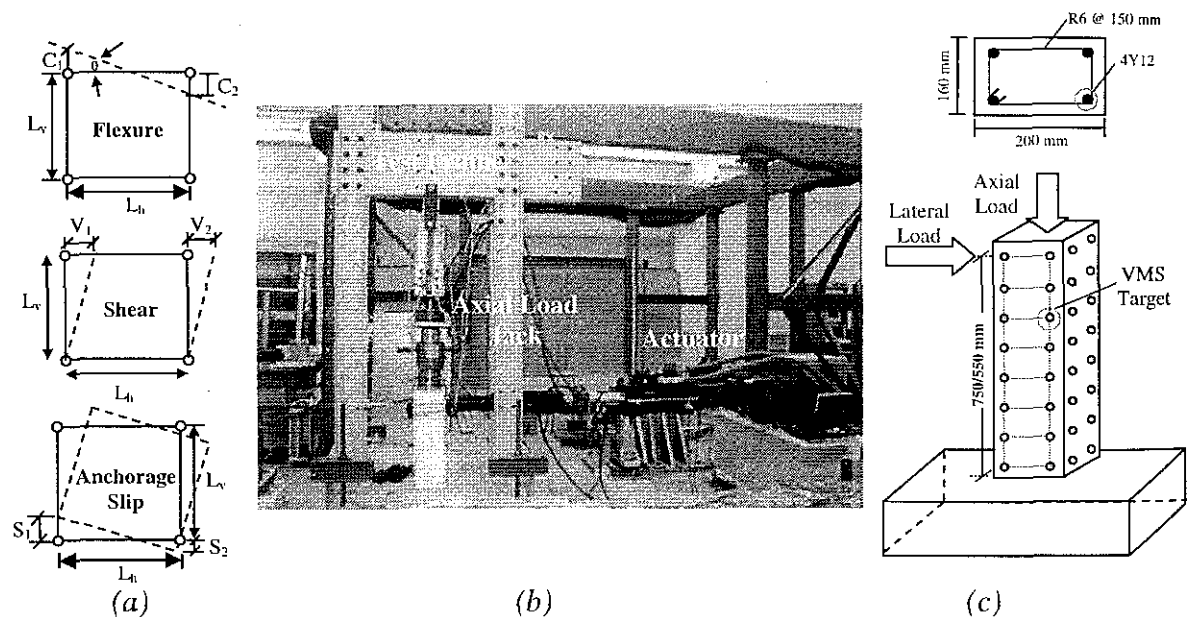 C₁
θ
C₂
Lᵥ
Flexure
Lₕ
V₁
V₂
Lᵥ
Shear
Lₕ
Anchorage
Slip
Lᵥ
S₁
S₂
Lₕ
(a)
Axial Load
Jack
Actuator
(b)
R6 @ 150 mm
4Y12
160 mm
200 mm
Axial
Load
Lateral
Load
VMS
Target
750/550 mm
(c)